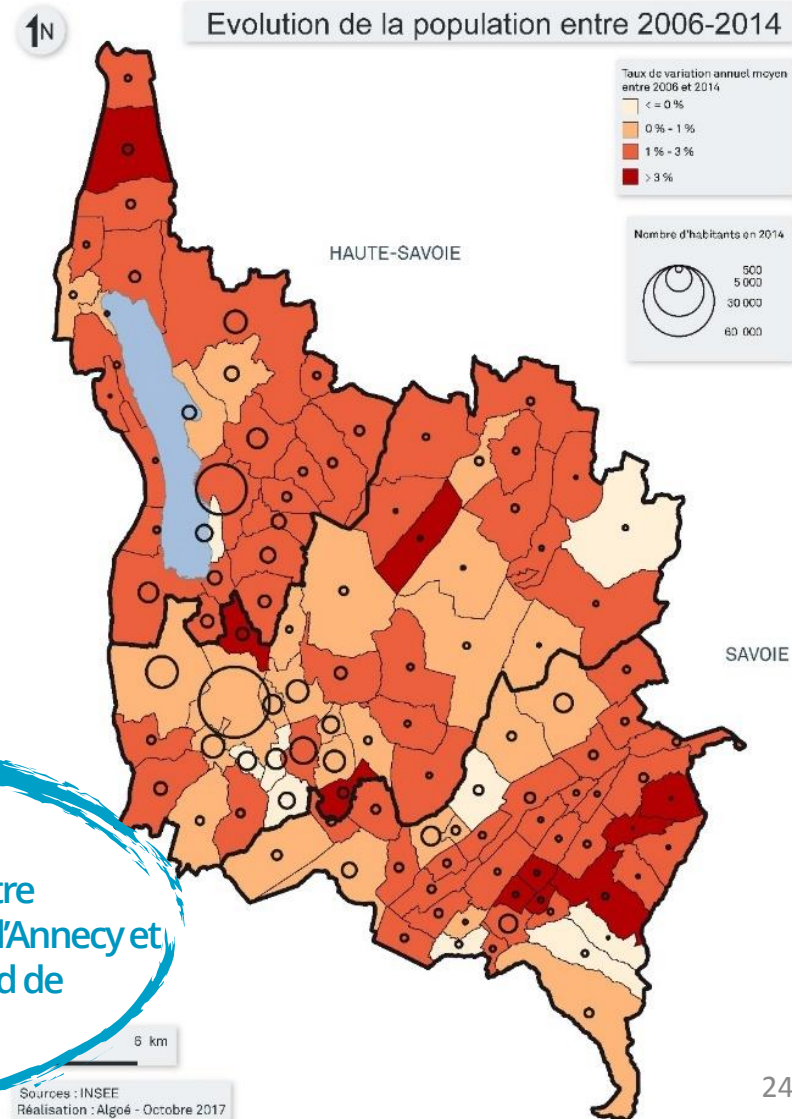 1N
Evolution de la population entre 2006-2014
Taux de variation annuel moyen
entre 2006 et 2014
< = 0 %
0 % - 1 %
1 % - 3 %
> 3 %
HAUTE-SAVOIE
Nombre d'habitants en 2014
500
5 000
30 000
60 000
SAVOIE
tre
l'Annecy et
d de
6 km
Sources : INSEE
Réalisation : Algoé - Octobre 2017
24